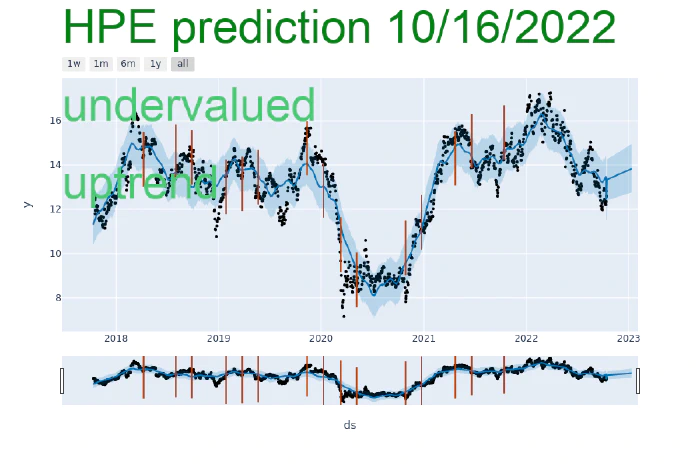 HPE prediction 10/16/2022
1w 1m 6m 1y all
undervalued
16
14
uptrend
12
y
10
8
2018 2019 2020 2021 2022 2023
ds